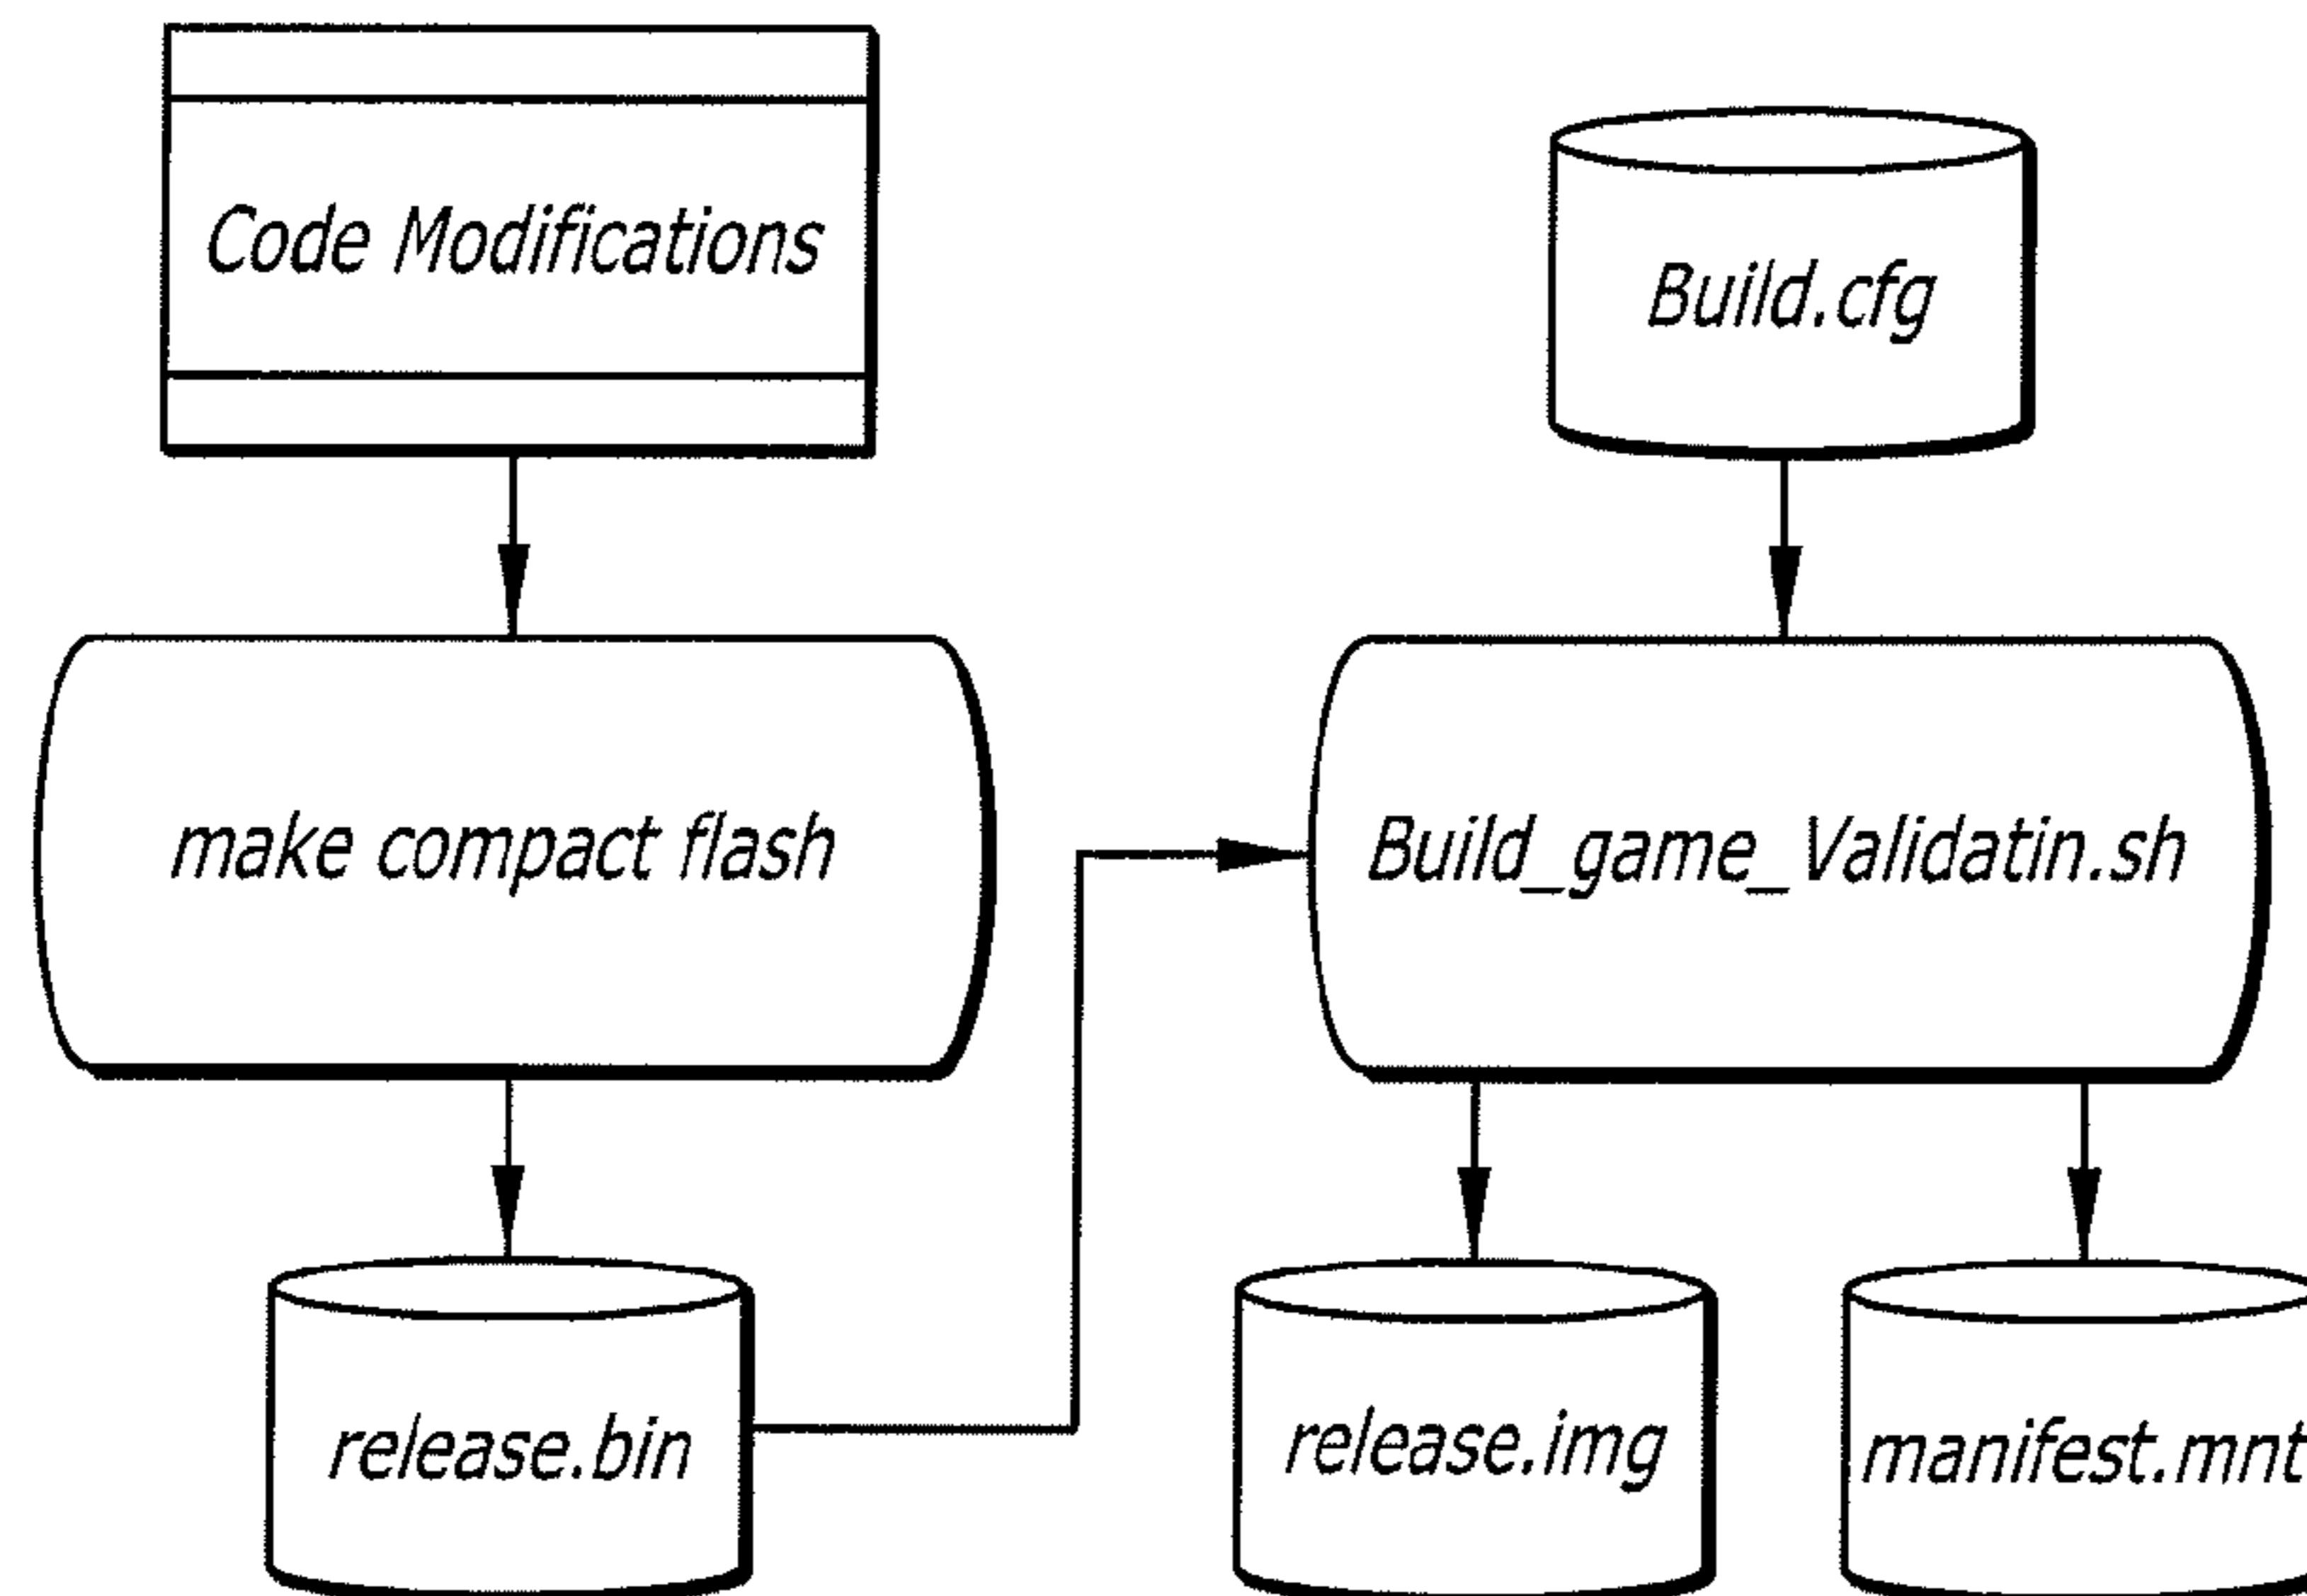 Code Modifications
Build.cfg
make compact flash
Build_game_Validatin.sh
release.bin
release.img
manifest.mnt